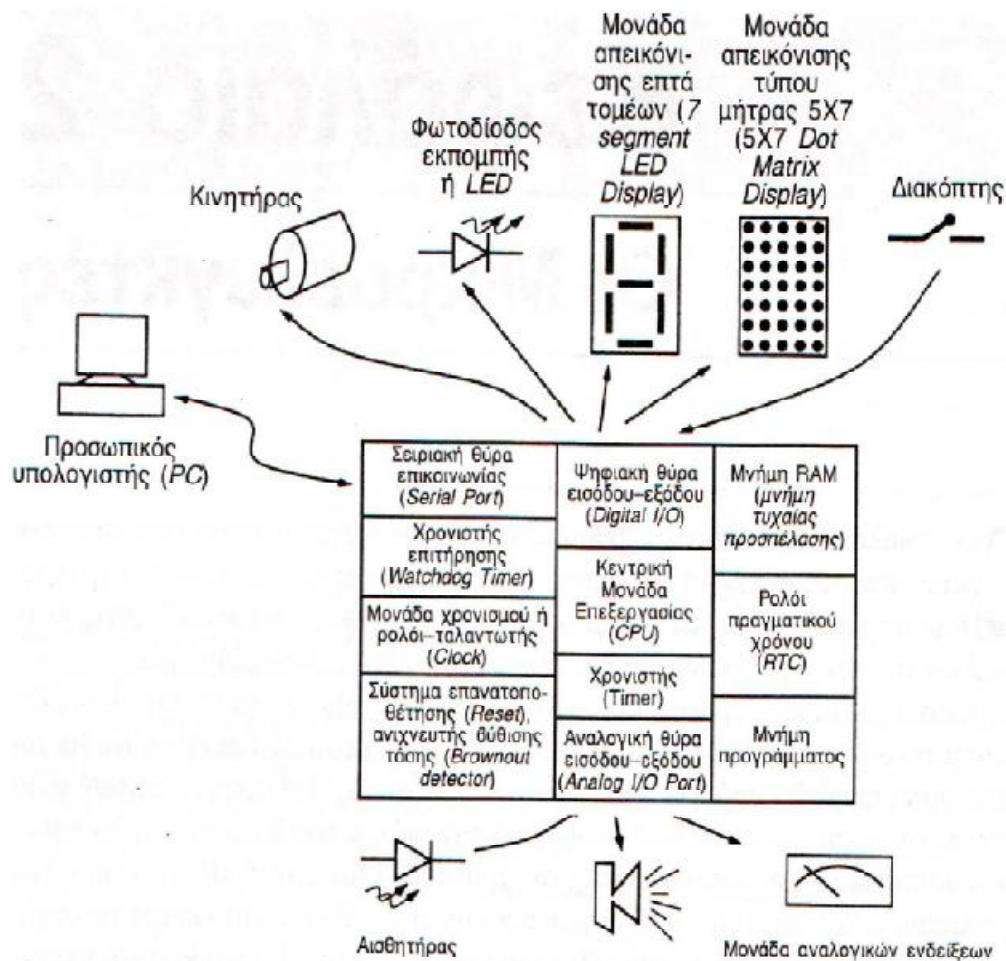 Μονάδα
απεικόνι-
σης επτά
τομέων (7
segment
LED
Display)
Μονάδα
απεικόνισης
τύπου
μήτρας 5X7
(5X7 Dot
Matrix
Display)
Φωτοδίοδος
εκπομπής
ή LED
Κινητήρας
Διακόπτης
Προσωπικός
υπολογιστής (PC)
Σειριακή θύρα
επικοινωνίας
(Serial Port)
Χρονιστής
επιτήρησης
(Watchdog Timer)
Μονάδα χρονισμού ή
ρολόι–ταλαντωτής
(Clock)
Σύστημα επανατοπο-
θέτησης (Reset),
ανιχνευτής βύθισης
τάσης (Brownout
detector)
Ψηφιακή θύρα
εισόδου–εξόδου
(Digital I/O)
Κεντρική
Μονάδα
Επεξεργασίας
(CPU)
Χρονιστής
(Timer)
Αναλογική θύρα
εισόδου–εξόδου
(Analog I/O Port)
Μνήμη RAM
(μνήμη
τυχαίας
προσπέλασης)
Ρολόι
πραγματικού
χρόνου
(RTC)
Μνήμη
προγράμματος
Αισθητήρας
Μονάδα αναλογικών ενδείξεων